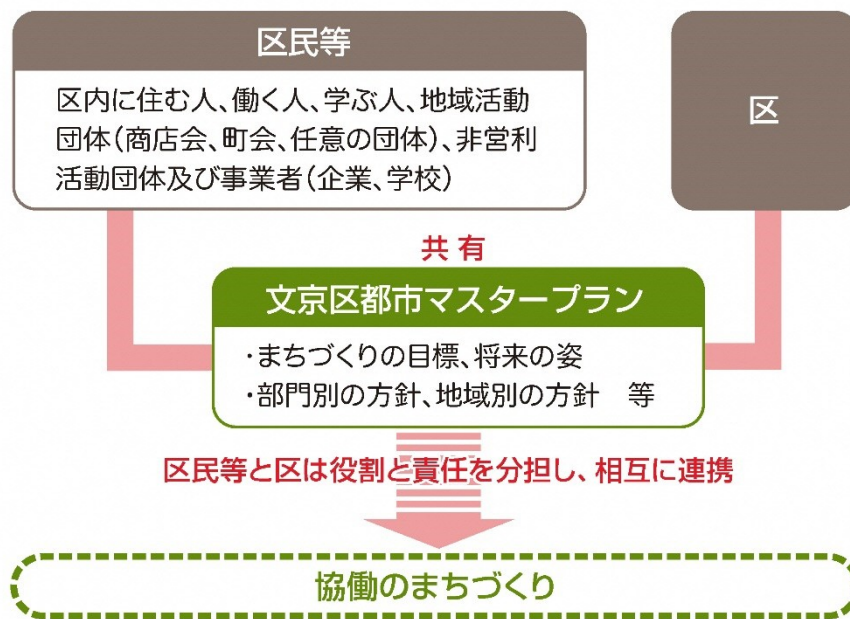 区民等
区内に住む人、働く人、学ぶ人、地域活動
団体(商店会、町会、任意の団体)、非営利
活動団体及び事業者(企業、学校)
区
共有
文京区都市マスタープラン
・まちづくりの目標、将来の姿
・部門別の方針、地域別の方針　等
区民等と区は役割と責任を分担し、相互に連携
協働のまちづくり